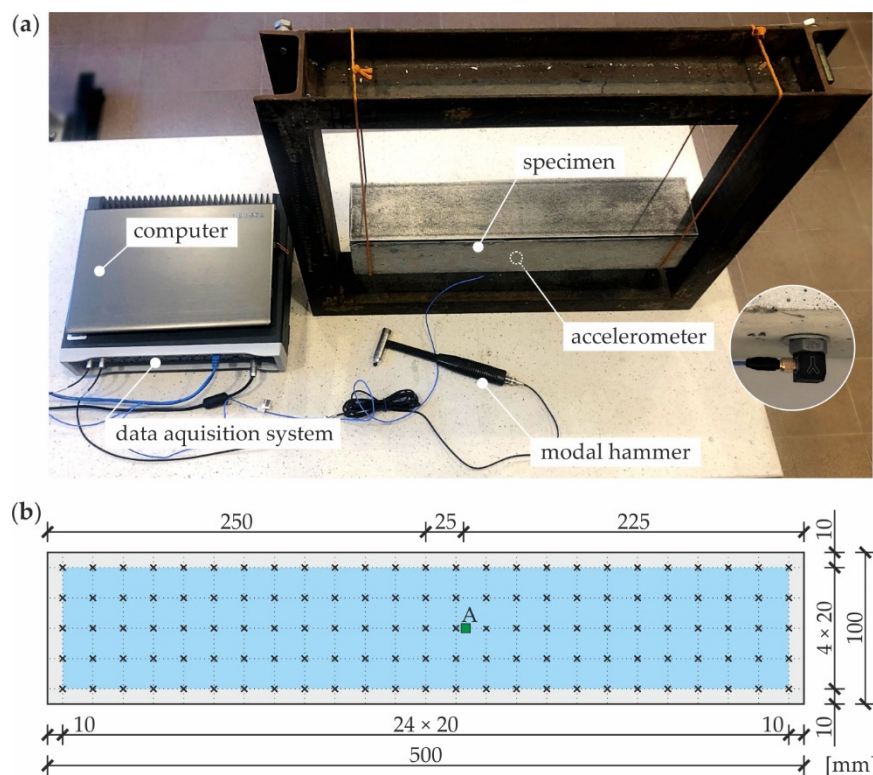 (a)
specimen
computer
accelerometer
data aquisition system
modal hammer
(b)
250
25
225
10
A
4 × 20
100
10
24 × 20
10
10
500
[mm]